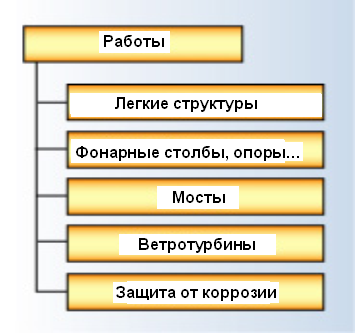 Работы
Легкие структуры
Фонарные столбы, опоры...
Мосты
Ветротурбины
Защита от коррозии